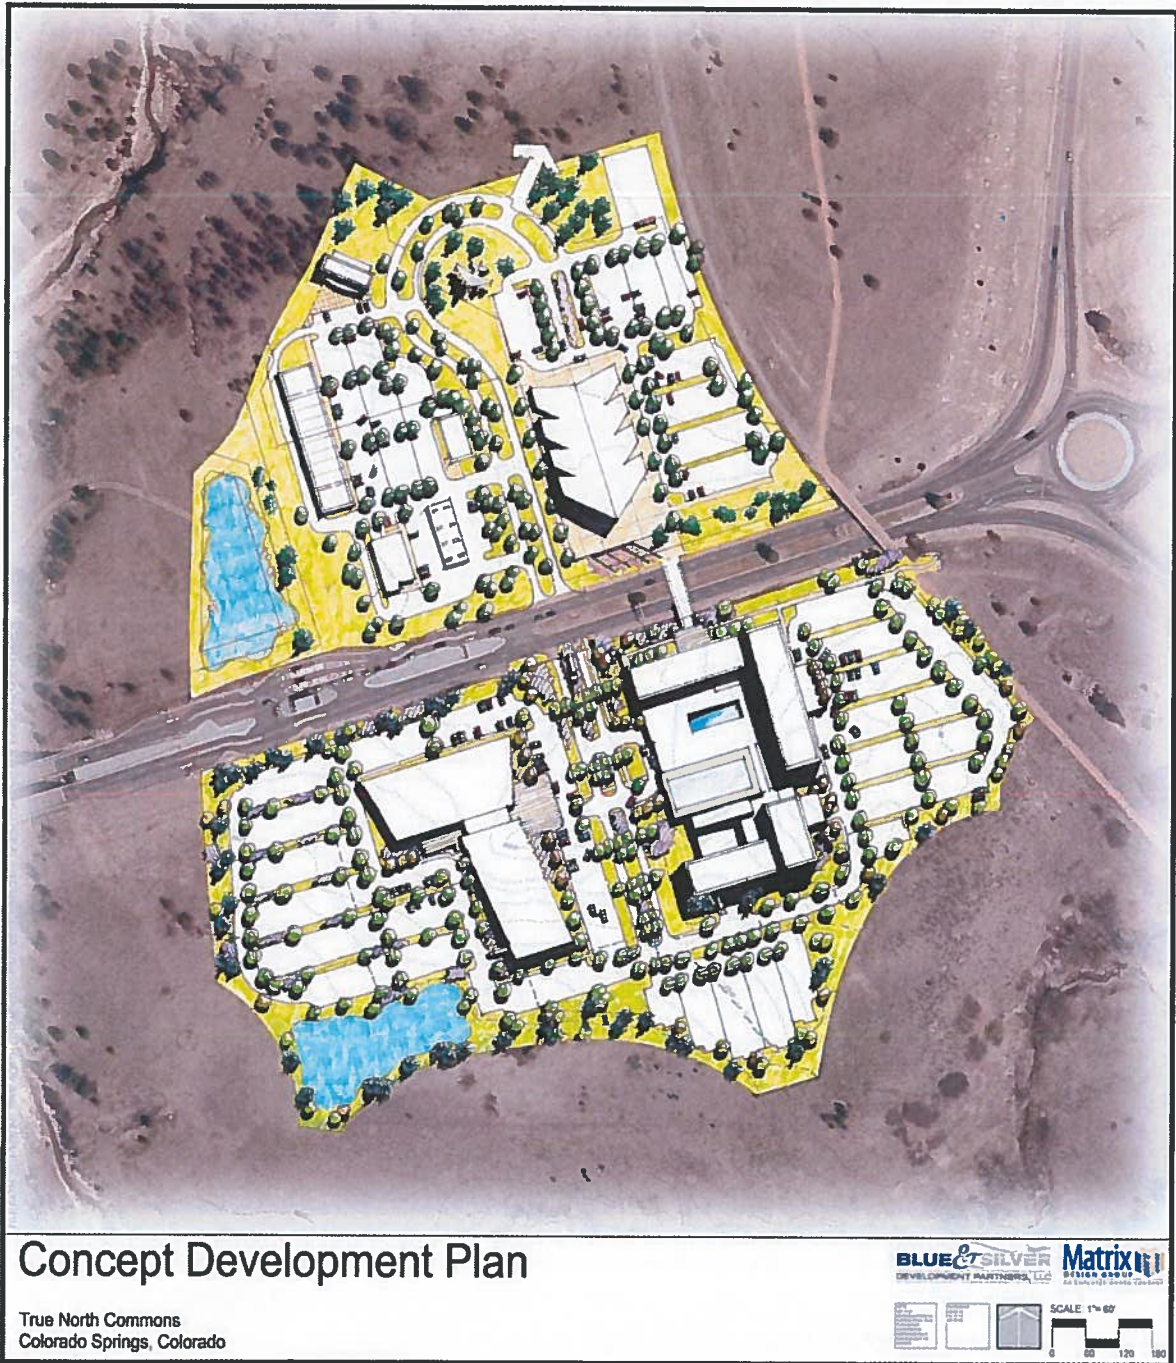 Concept Development Plan
True North Commons
Colorado Springs, Colorado
BLUE & SILVER
DEVELOPMENT PARTNERS, LLC
Matrix
DESIGN GROUP
SCALE: 1"= 60'
0 60 120 180